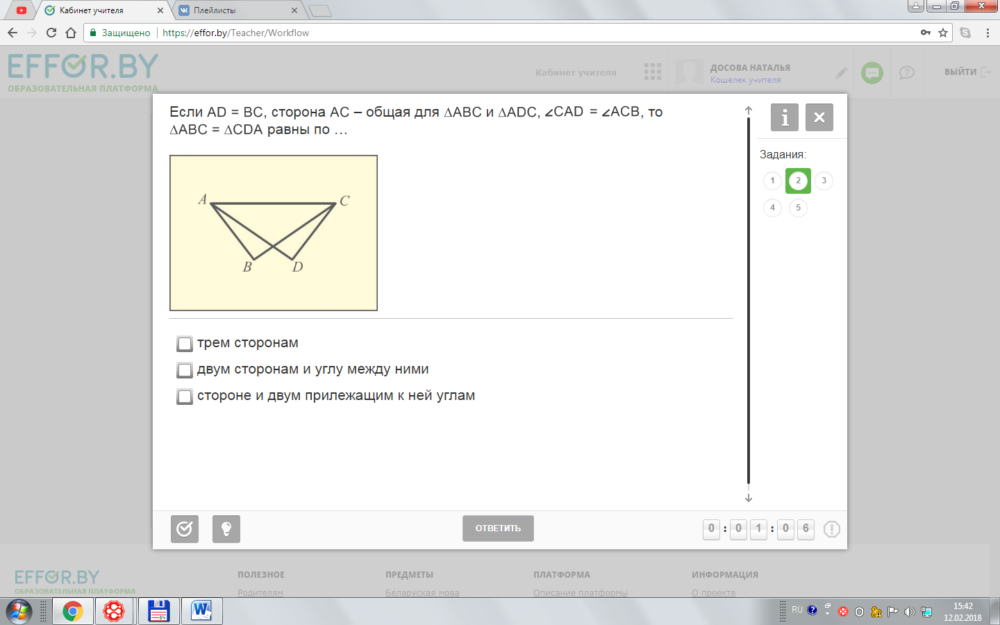 Кабинет учителя
Плейлисты
Защищено https://effor.by/Teacher/Workflow
EFFOR.BY
ОБРАЗОВАТЕЛЬНАЯ ПЛАТФОРМА
Кабинет учителя
ДОСОВА НАТАЛЬЯ
Кошелек учителя
ВЫЙТИ
Если AD = BC, сторона AC – общая для ∆ABC и ∆ADC, ∠CAD = ∠ACB, то
∆ABC = ∆CDA равны по …
A
C
B
D
трем сторонам
двум сторонам и углу между ними
стороне и двум прилежащим к ней углам
Задания:
1 2 3
4 5
ОТВЕТИТЬ
0 : 0 1 : 0 6
EFFOR.BY
ОБРАЗОВАТЕЛЬНАЯ ПЛАТФОРМА
ПОЛЕЗНОЕ
Родителям
ПРЕДМЕТЫ
Беларуская мова
ПЛАТФОРМА
Описание платформы
ИНФОРМАЦИЯ
О проекте
64
RU
15:42
12.02.2018